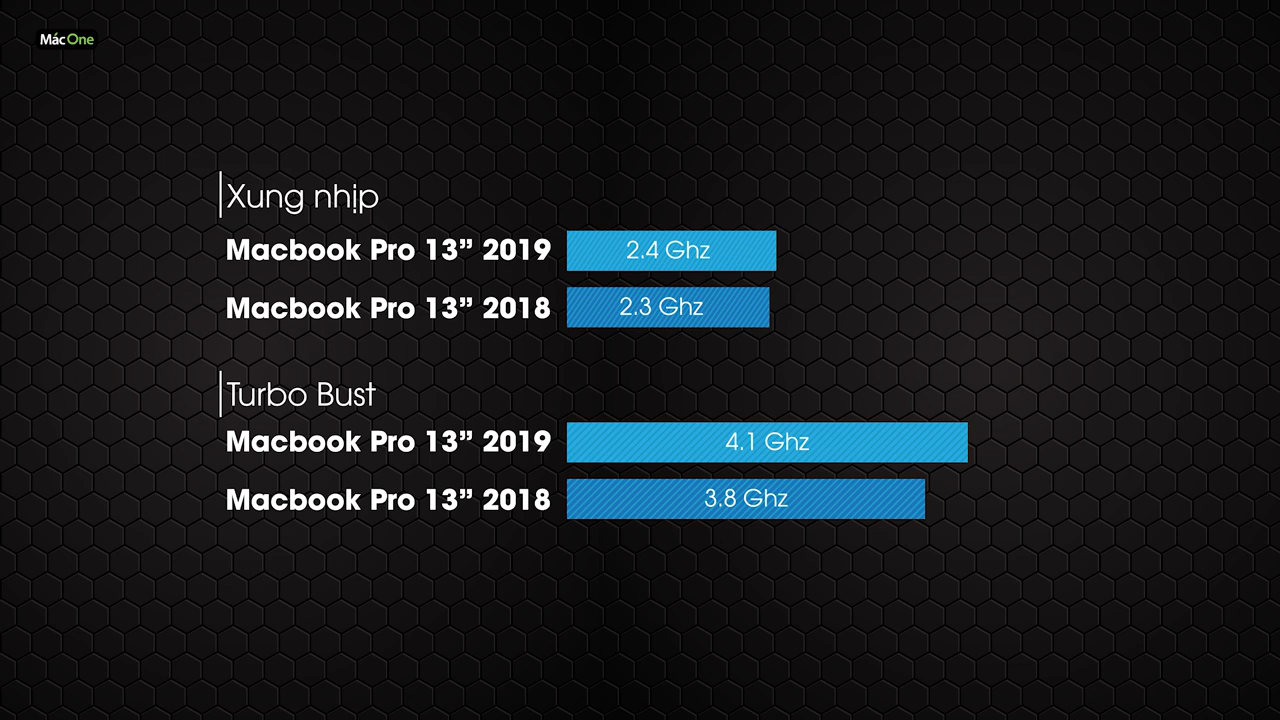 MácOne
Xung nhịp
Macbook Pro 13” 2019 2.4 Ghz
Macbook Pro 13” 2018 2.3 Ghz
Turbo Bust
Macbook Pro 13” 2019 4.1 Ghz
Macbook Pro 13” 2018 3.8 Ghz